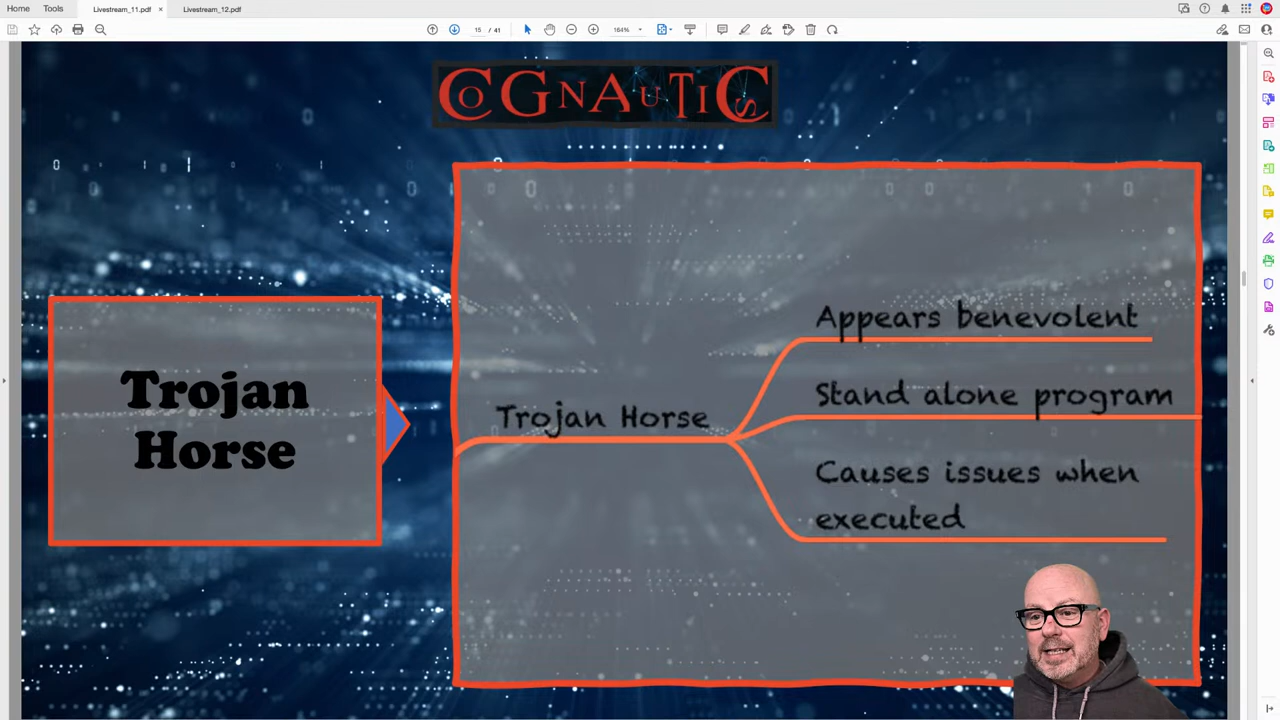 Home
Tools
Livestream_11.pdf
Livestream_12.pdf
15 / 41
164%
COGNAUTICS
Trojan
Horse
Trojan Horse
Appears benevolent
Stand alone program
Causes issues when
executed